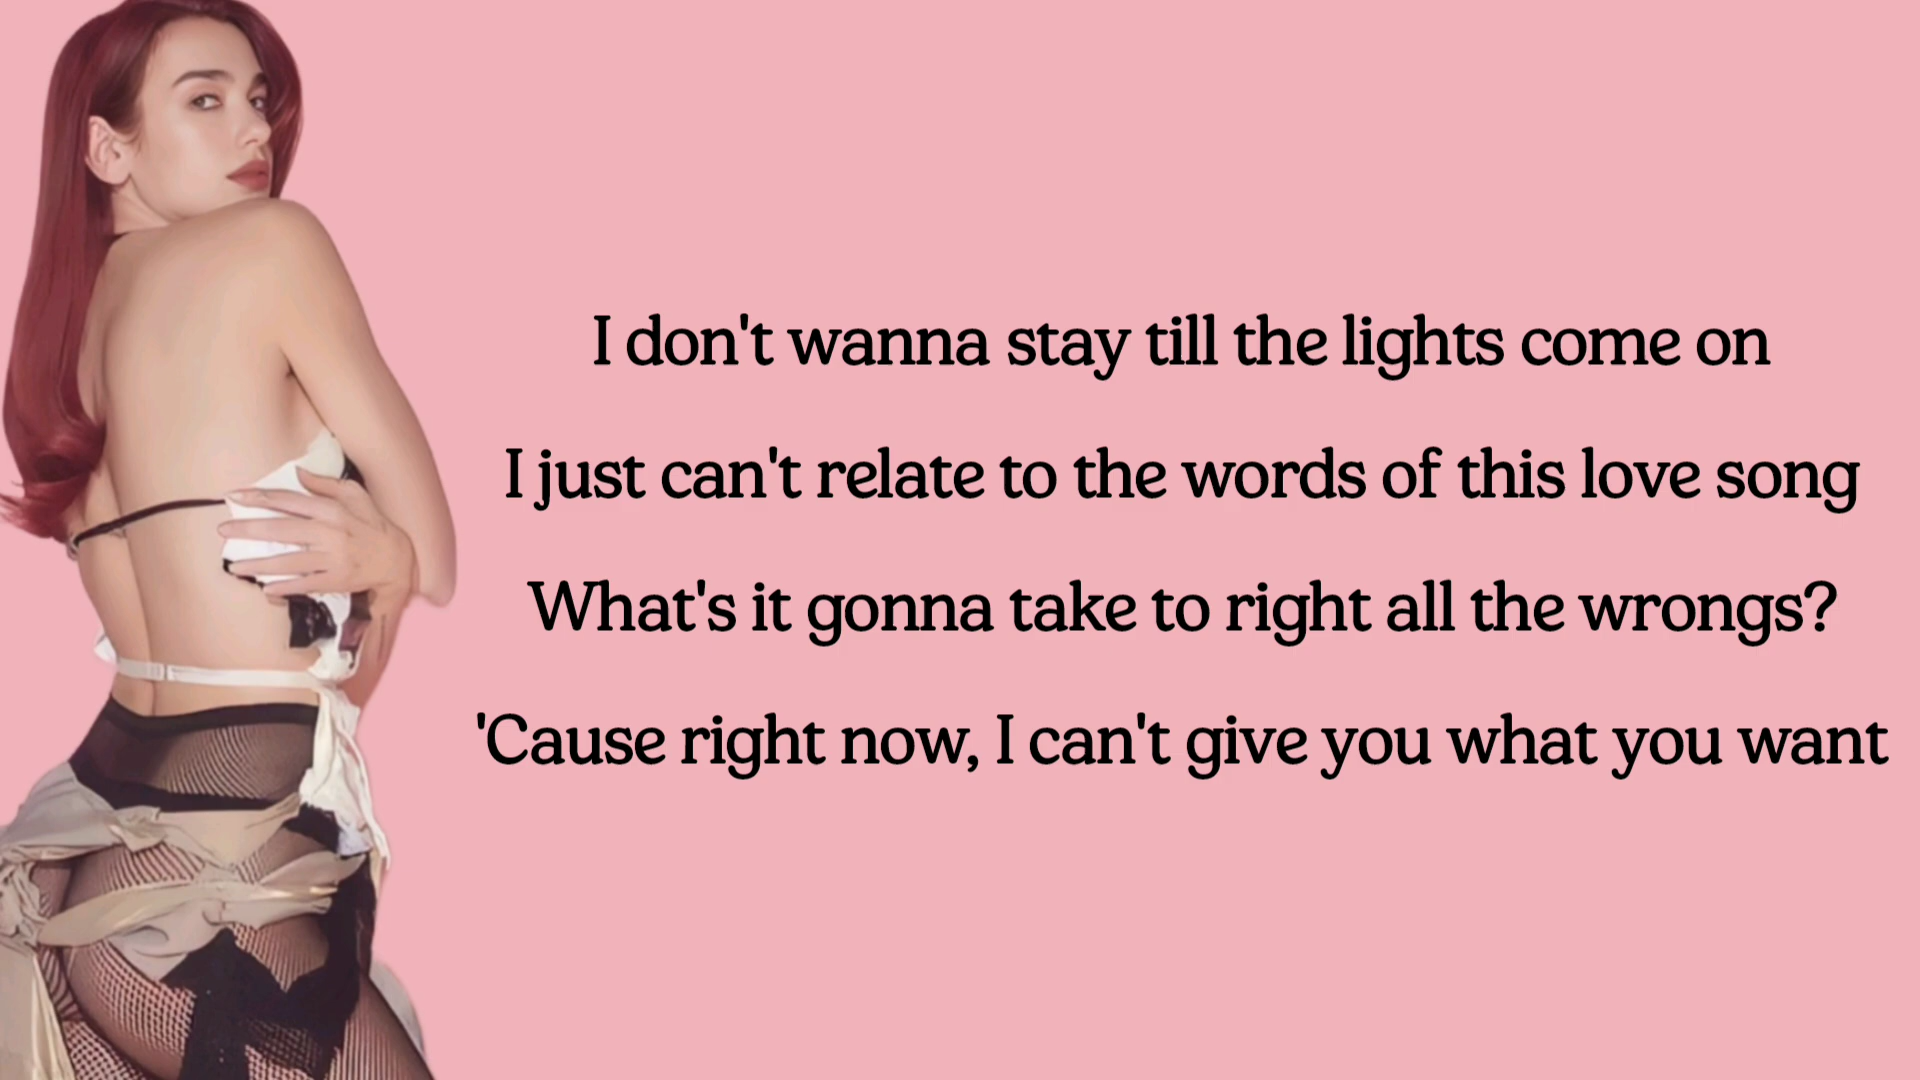 I don't wanna stay till the lights come on
I just can't relate to the words of this love song
What's it gonna take to right all the wrongs?
'Cause right now, I can't give you what you want